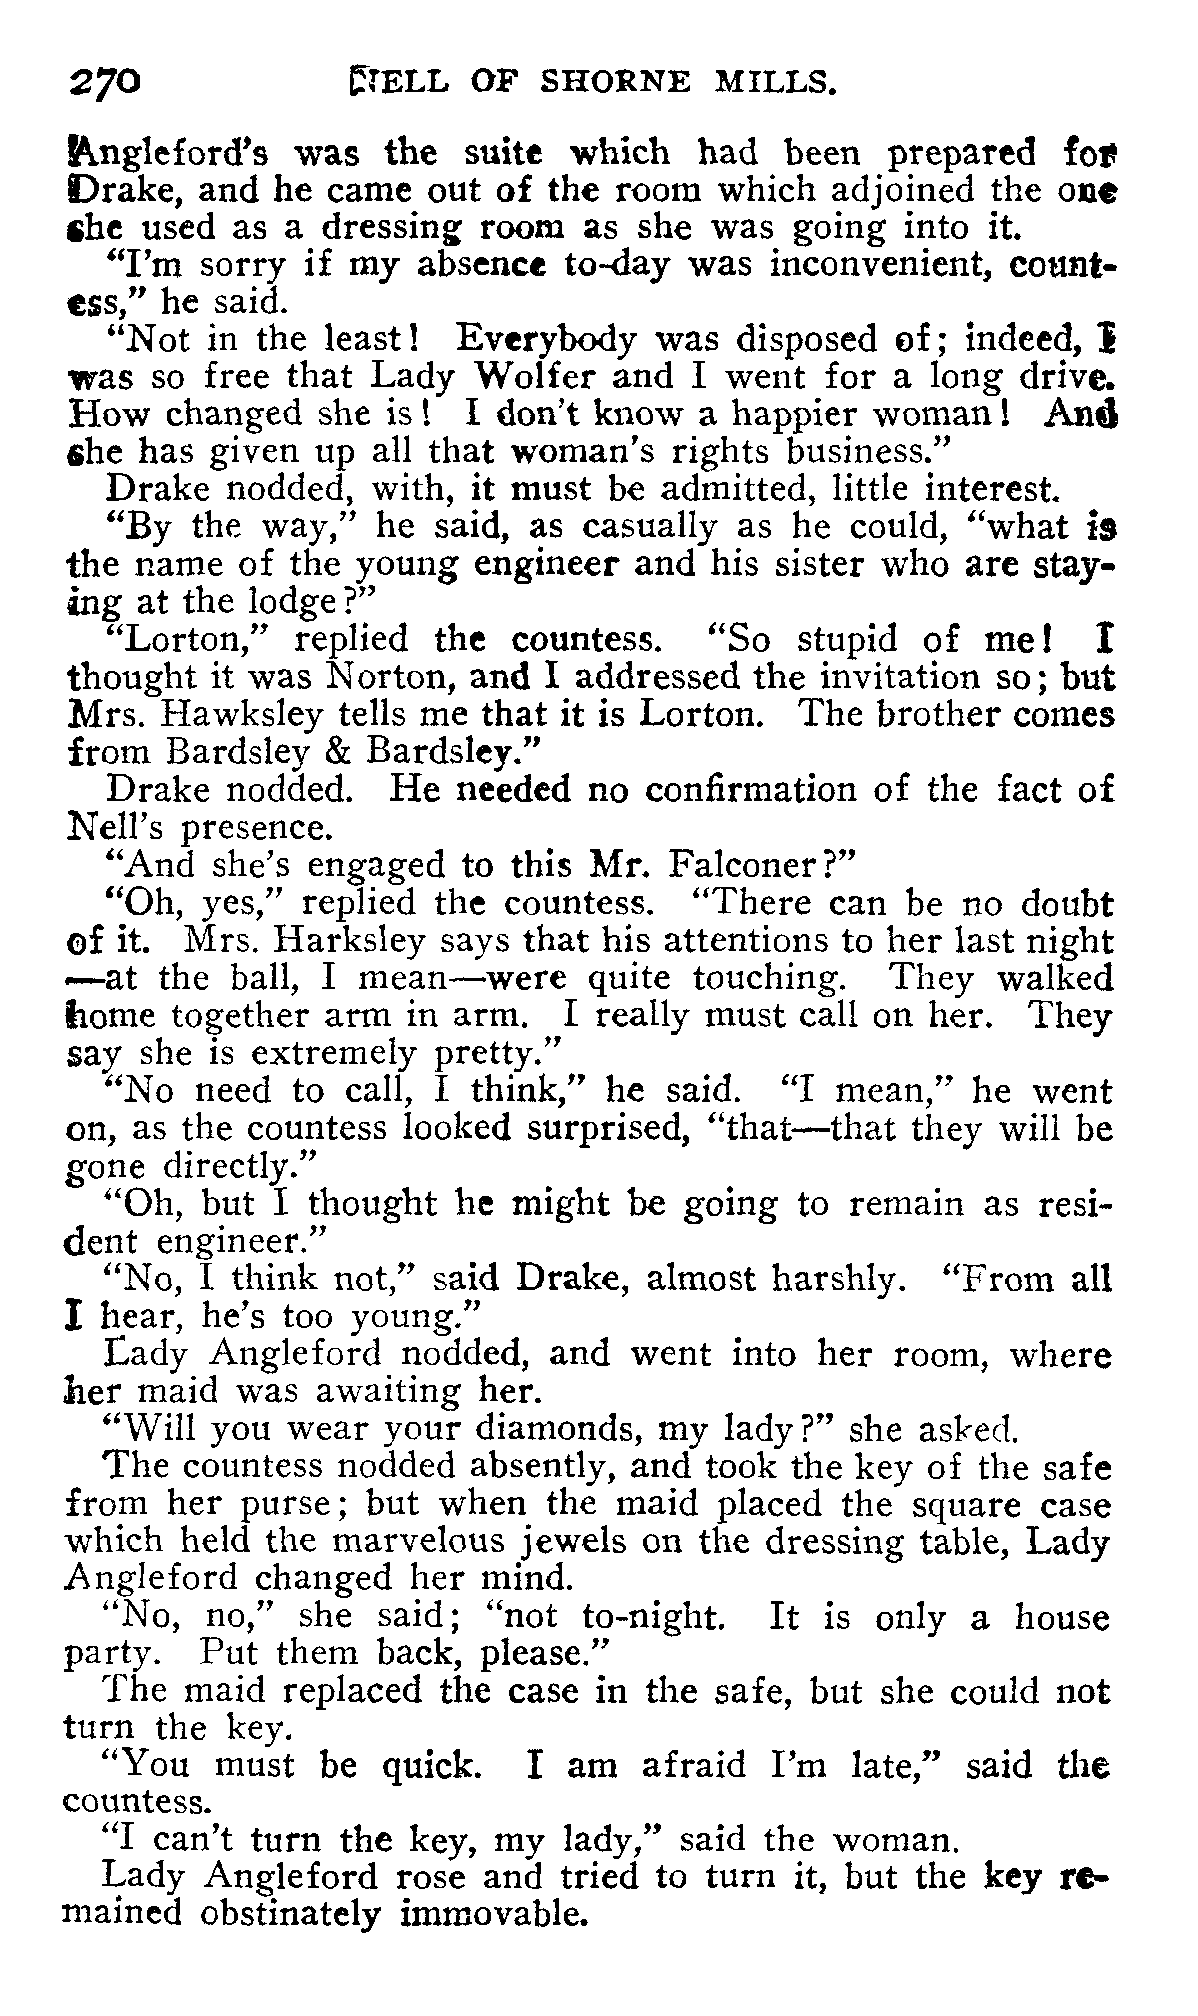 270 NELL OF SHORNE MILLS.
Angleford's was the suite which had been prepared for
Drake, and he came out of the room which adjoined the one
she used as a dressing room as she was going into it.
"I'm sorry if my absence to-day was inconvenient, count-
ess," he said.
"Not in the least! Everybody was disposed of; indeed, I
was so free that Lady Wolfer and I went for a long drive.
How changed she is! I don't know a happier woman! And
she has given up all that woman's rights business."
Drake nodded, with, it must be admitted, little interest.
"By the way," he said, as casually as he could, "what is
the name of the young engineer and his sister who are stay-
ing at the lodge?"
"Lorton," replied the countess. "So stupid of me! I
thought it was Norton, and I addressed the invitation so; but
Mrs. Hawksley tells me that it is Lorton. The brother comes
from Bardsley & Bardsley."
Drake nodded. He needed no confirmation of the fact of
Nell's presence.
"And she's engaged to this Mr. Falconer?"
"Oh, yes," replied the countess. "There can be no doubt
of it. Mrs. Harksley says that his attentions to her last night
—at the ball, I mean—were quite touching. They walked
home together arm in arm. I really must call on her. They
say she is extremely pretty."
"No need to call, I think," he said. "I mean," he went
on, as the countess looked surprised, "that—that they will be
gone directly."
"Oh, but I thought he might be going to remain as resi-
dent engineer."
"No, I think not," said Drake, almost harshly. "From all
I hear, he's too young."
Lady Angleford nodded, and went into her room, where
her maid was awaiting her.
"Will you wear your diamonds, my lady?" she asked.
The countess nodded absently, and took the key of the safe
from her purse; but when the maid placed the square case
which held the marvelous jewels on the dressing table, Lady
Angleford changed her mind.
"No, no," she said; "not to-night. It is only a house
party. Put them back, please."
The maid replaced the case in the safe, but she could not
turn the key.
"You must be quick. I am afraid I'm late," said the
countess.
"I can't turn the key, my lady," said the woman.
Lady Angleford rose and tried to turn it, but the key re-
mained obstinately immovable.